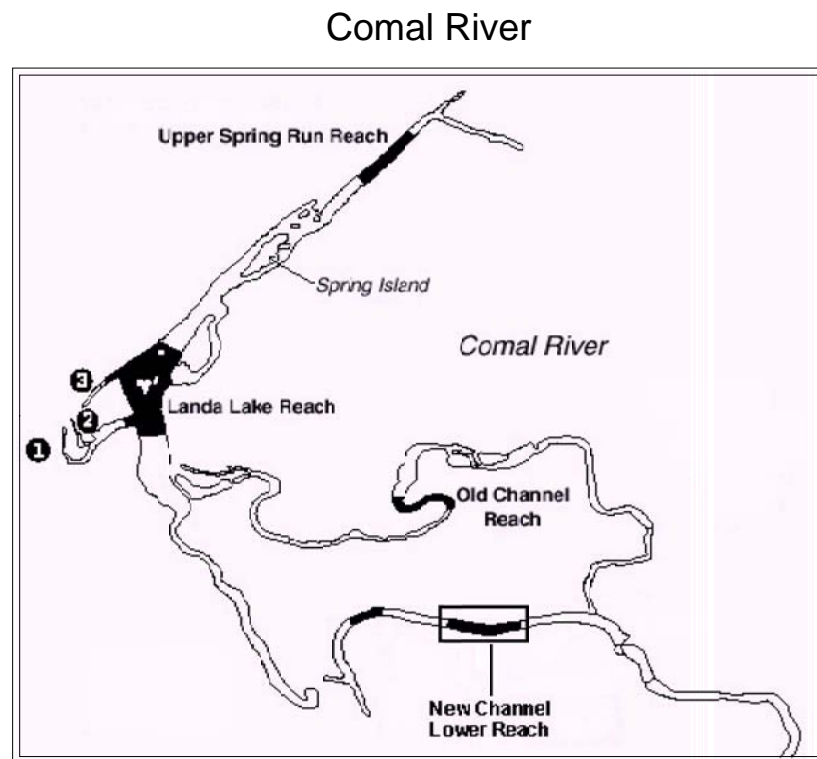 Comal River
Upper Spring Run Reach
Spring Island
Comal River
3
Landa Lake Reach
2
1
Old Channel
Reach
New Channel
Lower Reach